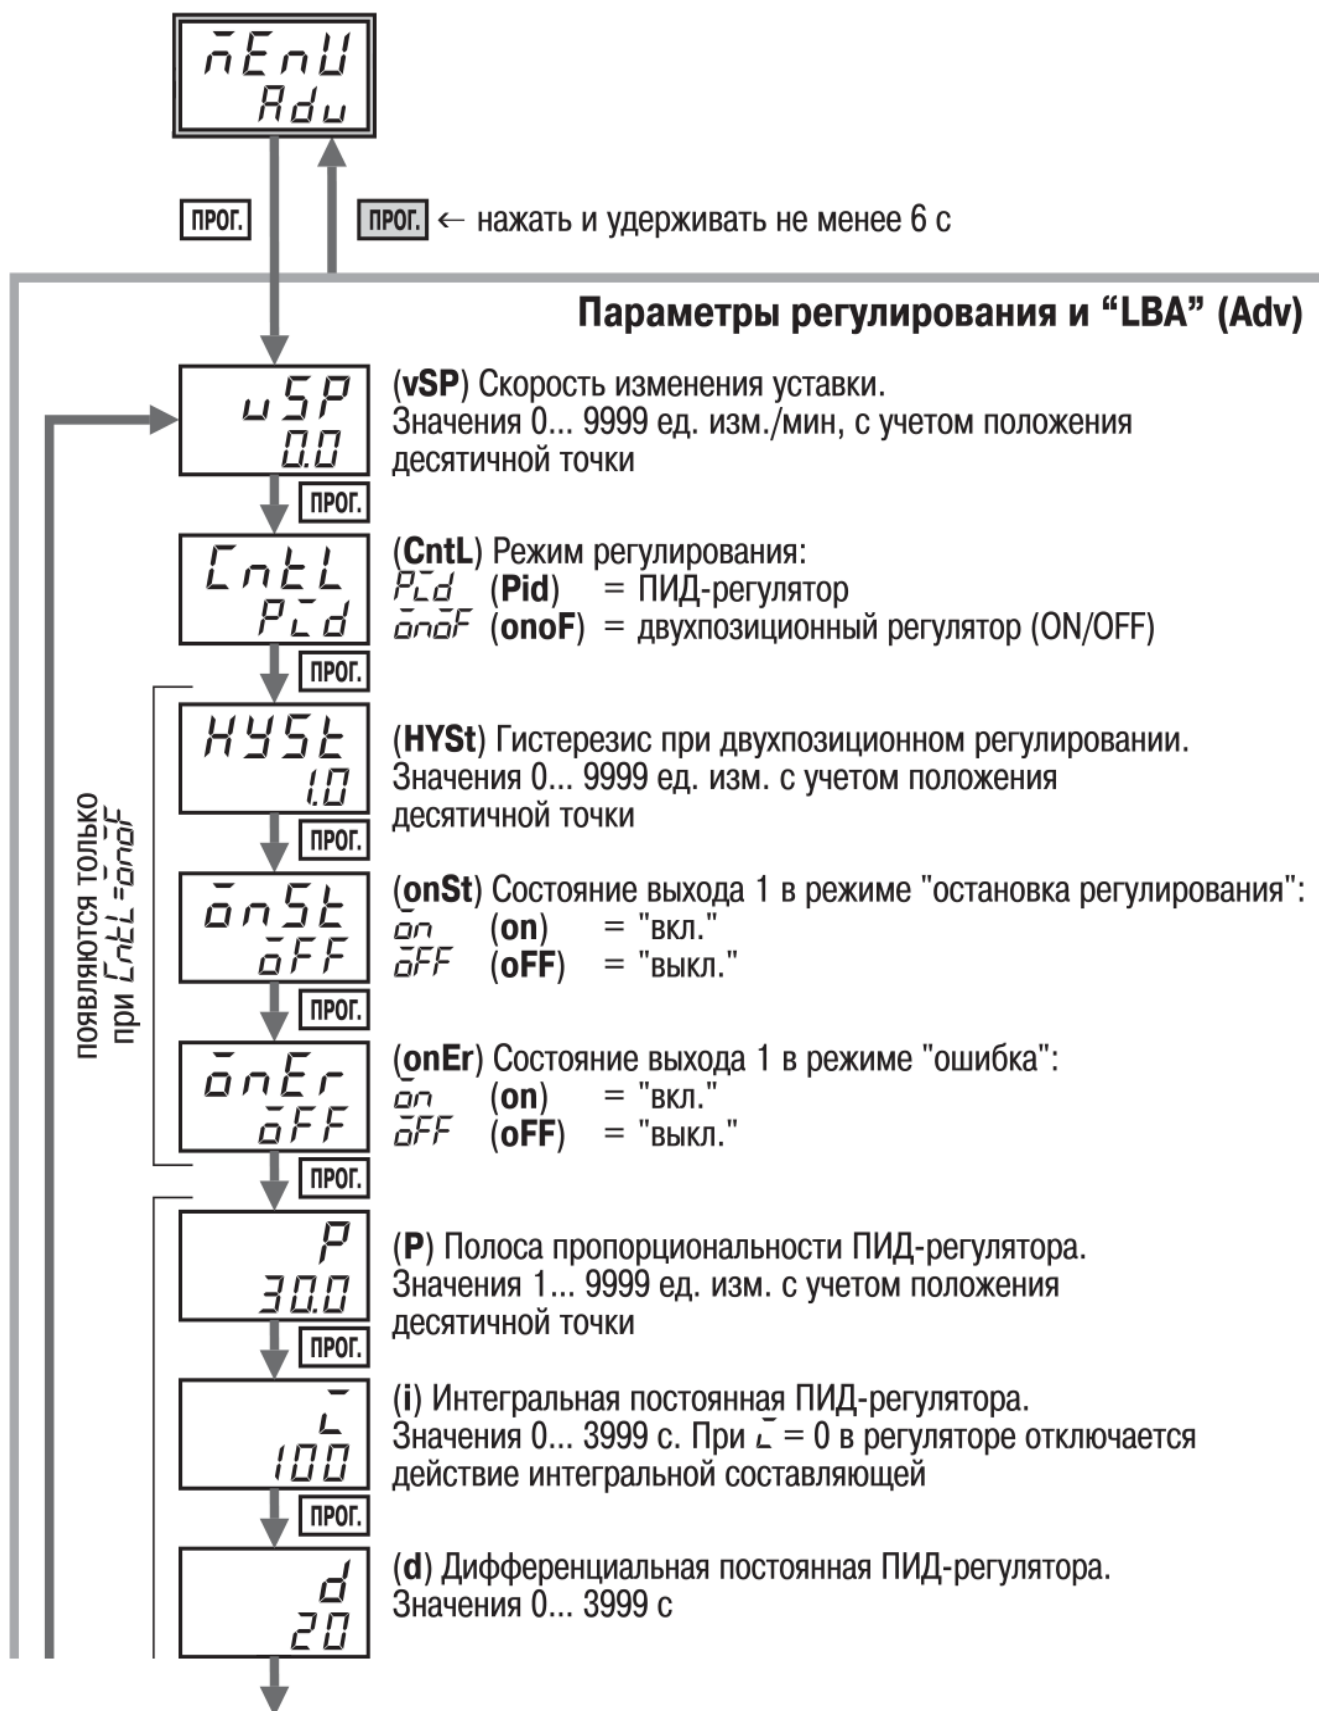 mEnU
Adv
ПРОГ.
ПРОГ. ← нажать и удерживать не менее 6 с
Параметры регулирования и “LBA” (Adv)
vSP
0.0
(vSP) Скорость изменения уставки.
Значения 0... 9999 ед. изм./мин, с учетом положения
десятичной точки
ПРОГ.
CntL
Pid
(CntL) Режим регулирования:
Pid (Pid) = ПИД-регулятор
onoF (onoF) = двухпозиционный регулятор (ON/OFF)
ПРОГ.
появляются только
при CntL=onoF
HYSt
1.0
(HYSt) Гистерезис при двухпозиционном регулировании.
Значения 0... 9999 ед. изм. с учетом положения
десятичной точки
ПРОГ.
onSt
oFF
(onSt) Состояние выхода 1 в режиме "остановка регулирования":
on (on) = "вкл."
oFF (oFF) = "выкл."
ПРОГ.
onEr
oFF
(onEr) Состояние выхода 1 в режиме "ошибка":
on (on) = "вкл."
oFF (oFF) = "выкл."
ПРОГ.
P
30.0
(P) Полоса пропорциональности ПИД-регулятора.
Значения 1... 9999 ед. изм. с учетом положения
десятичной точки
ПРОГ.
i
100
(i) Интегральная постоянная ПИД-регулятора.
Значения 0... 3999 с. При i = 0 в регуляторе отключается
действие интегральной составляющей
ПРОГ.
d
20
(d) Дифференциальная постоянная ПИД-регулятора.
Значения 0... 3999 с